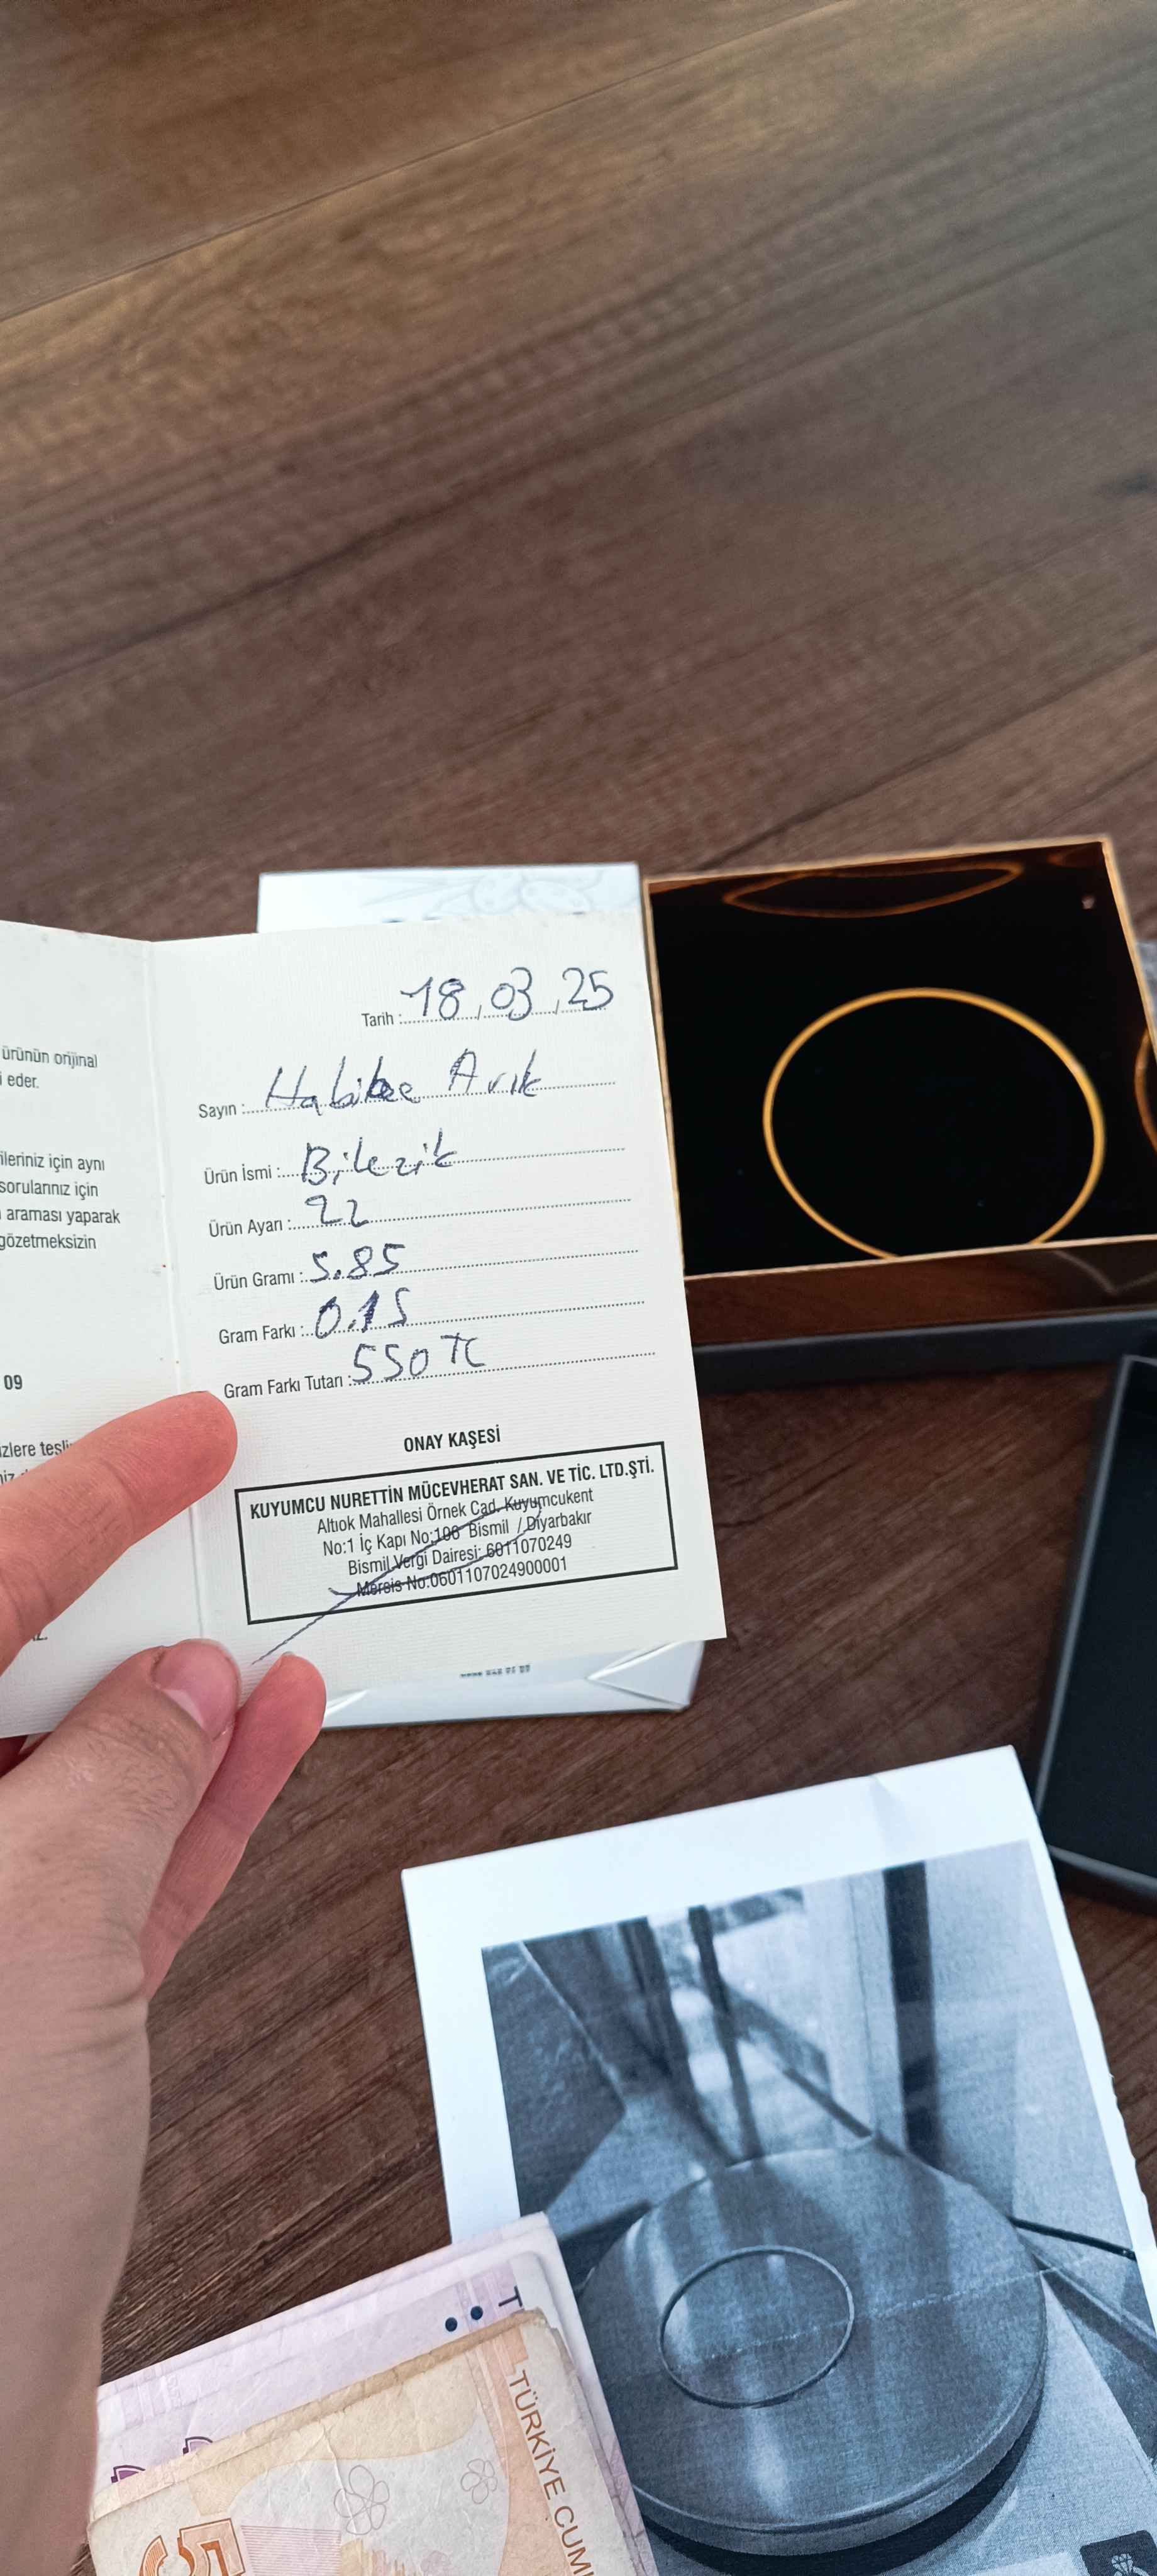 ürünün orijinal
eder.
ileriniz için aynı
sorularınız için
araması yaparak
gözetmeksizin
09
Tarih : 18.03.25
Sayın : Habibe Arık
Ürün İsmi : Bilezik
Ürün Ayarı : 22
Ürün Gramı : 5.85
Gram Farkı : 0.15
Gram Farkı Tutarı : 550 TL
ONAY KAŞESİ
KUYUMCU NURETTİN MÜCEVHERAT SAN. VE TİC. LTD.ŞTİ.
Altıok Mahallesi Örnek Cad. Kuyumcukent
No:1 İç Kapı No:106 Bismil / Diyarbakır
Bismil Vergi Dairesi: 6011070249
Mersis No:0601107024900001
T
TÜRKİYE CUM
5